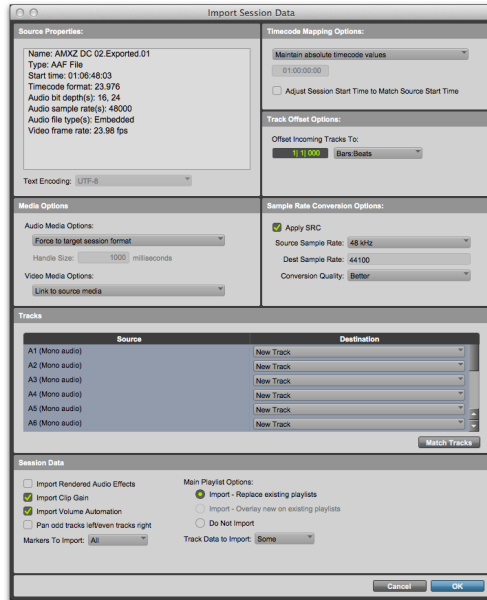 Import Session Data
Source Properties:
Name: AMXZ DC 02.Exported.01
Type: AAF File
Start time: 01:06:48:03
Timecode format: 23.976
Audio bit depth(s): 16, 24
Audio sample rate(s): 48000
Audio file type(s): Embedded
Video frame rate: 23.98 fps
Text Encoding: UTF-8
Timecode Mapping Options:
Maintain absolute timecode values
01:00:00:00
Adjust Session Start Time to Match Source Start Time
Track Offset Options:
Offset Incoming Tracks To:
1| 1| 000 Bars:Beats
Media Options
Audio Media Options:
Force to target session format
Handle Size: 1000 milliseconds
Video Media Options:
Link to source media
Sample Rate Conversion Options:
Apply SRC
Source Sample Rate: 48 kHz
Dest Sample Rate: 44100
Conversion Quality: Better
Tracks
Source Destination
A1 (Mono audio) New Track
A2 (Mono audio) New Track
A3 (Mono audio) New Track
A4 (Mono audio) New Track
A5 (Mono audio) New Track
A6 (Mono audio) New Track
Match Tracks
Session Data
Import Rendered Audio Effects
Import Clip Gain
Import Volume Automation
Pan odd tracks left/even tracks right
Markers To Import: All
Main Playlist Options:
Import - Replace existing playlists
Import - Overlay new on existing playlists
Do Not Import
Track Data to Import: Some
Cancel OK